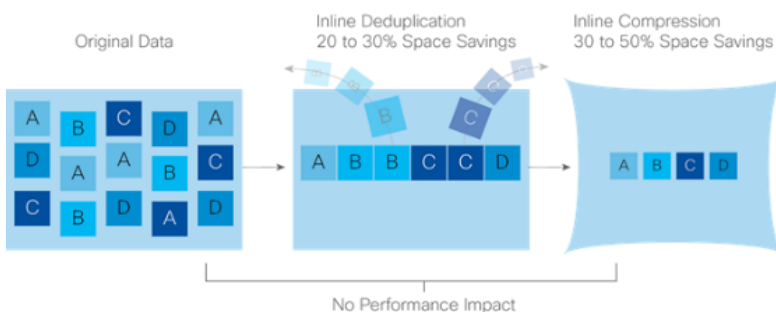 Original Data
Inline Deduplication
20 to 30% Space Savings
Inline Compression
30 to 50% Space Savings
A B C D A
D A A B C
C B D A D
B B B
C C C
A B B C C D
A B C D
No Performance Impact